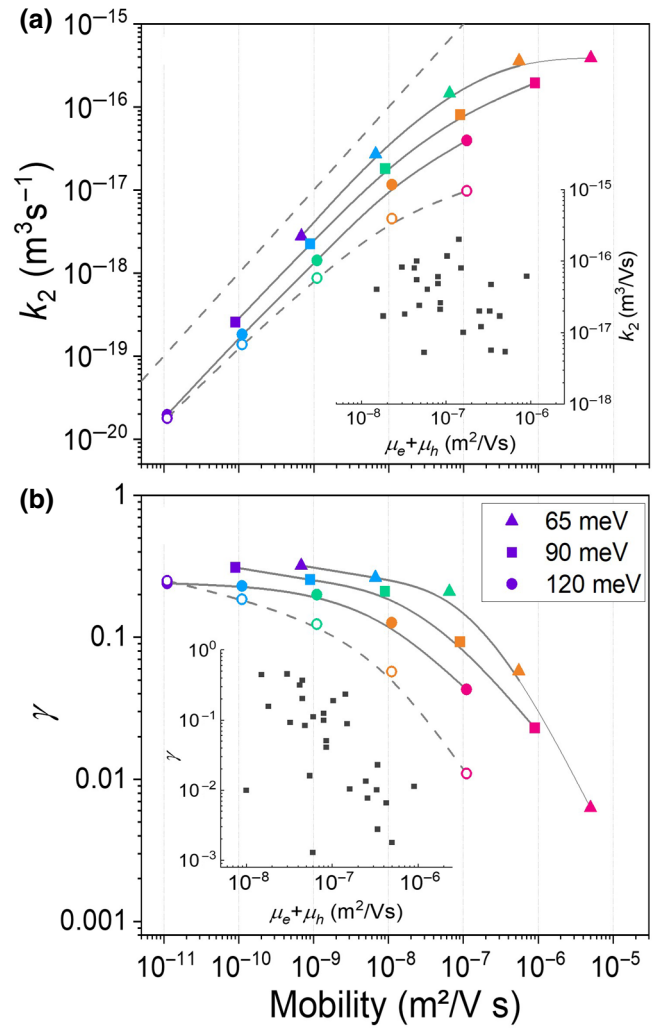 (a)
10⁻¹⁵
10⁻¹⁶
10⁻¹⁷
10⁻¹⁸
10⁻¹⁹
10⁻²⁰
k₂ (m³s⁻¹)
10⁻¹⁵
10⁻¹⁶
10⁻¹⁷
10⁻¹⁸
k₂ (m³/Vs)
10⁻⁸ 10⁻⁷ 10⁻⁶
μₑ+μₕ (m²/Vs)
(b)
1
0.1
0.01
0.001
γ
65 meV
90 meV
120 meV
10⁰
10⁻¹
10⁻²
10⁻³
γ
10⁻⁸ 10⁻⁷ 10⁻⁶
μₑ+μₕ (m²/Vs)
10⁻¹¹ 10⁻¹⁰ 10⁻⁹ 10⁻⁸ 10⁻⁷ 10⁻⁶ 10⁻⁵
Mobility (m²/V s)